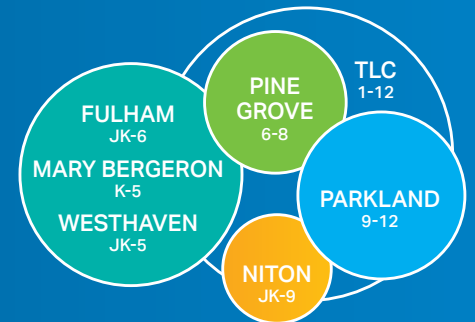 FULHAM
JK-6
MARY BERGERON
K-5
WESTHAVEN
JK-5
PINE
GROVE
6-8
TLC
1-12
PARKLAND
9-12
NITON
JK-9